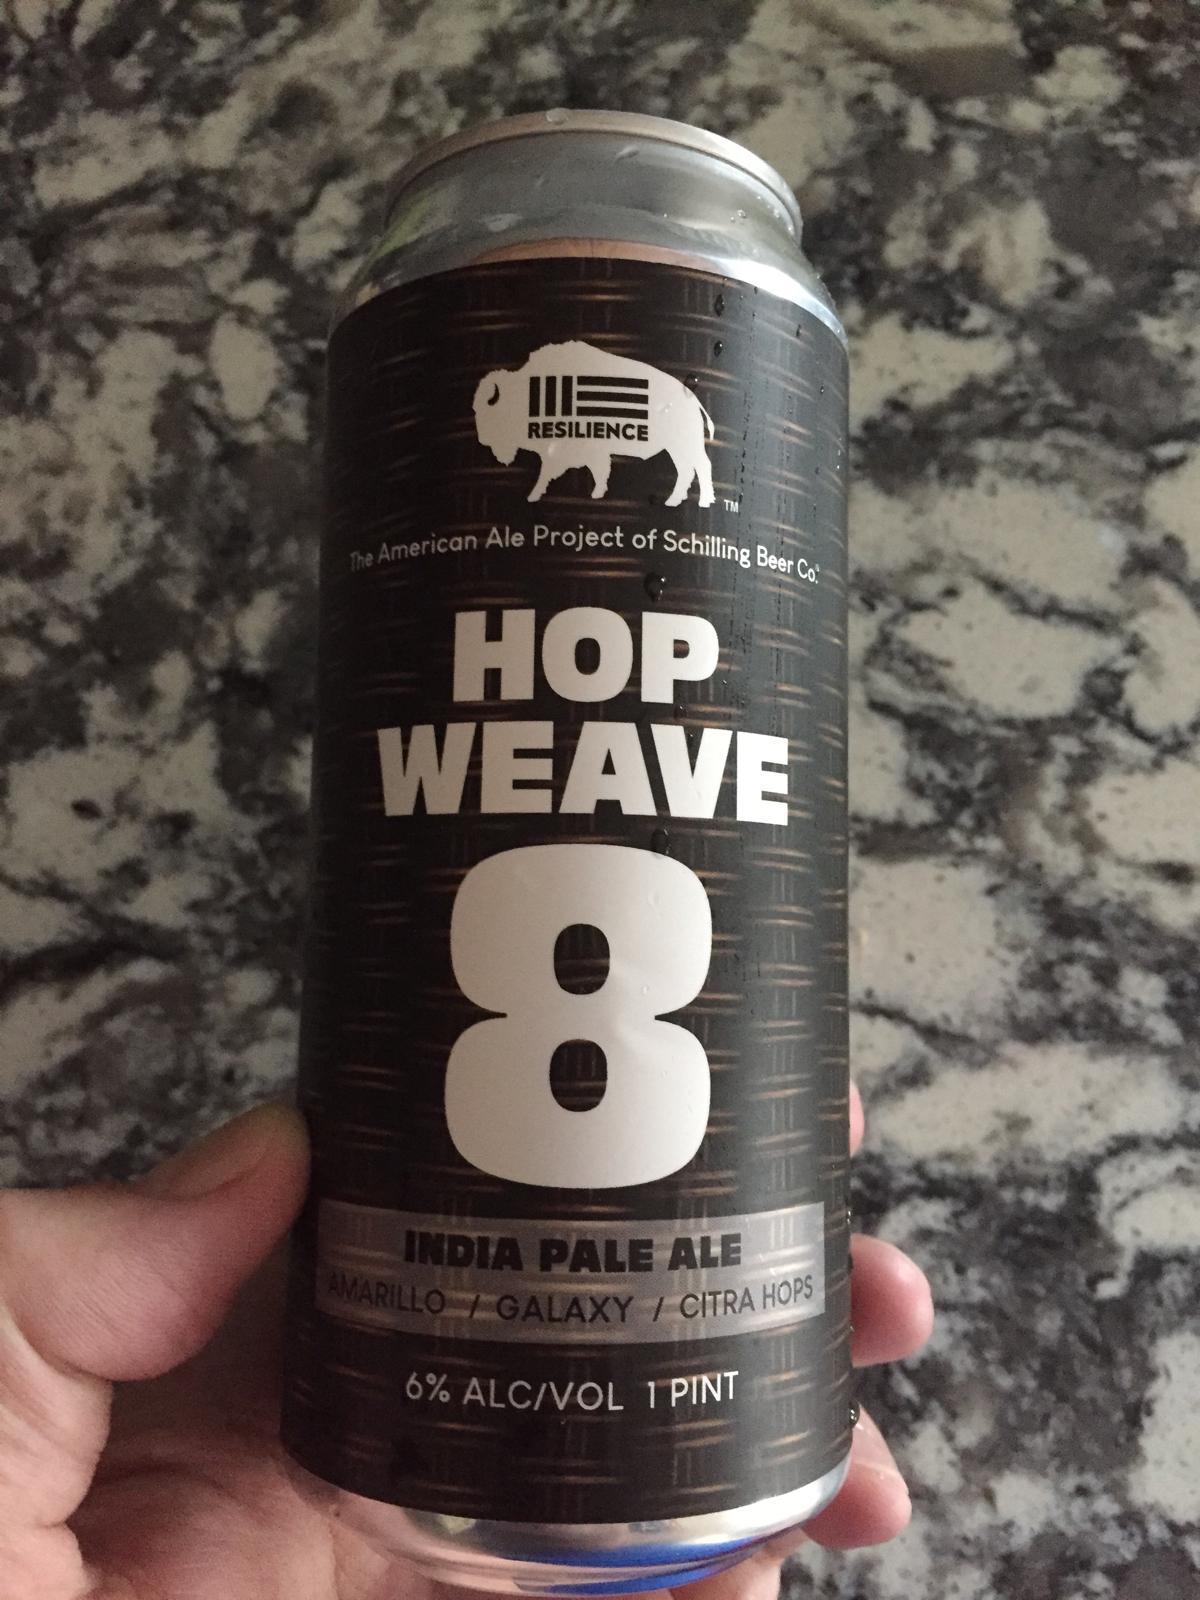 RESILIENCE
TM
The American Ale Project of Schilling Beer Co.
HOP
WEAVE
8
INDIA PALE ALE
AMARILLO / GALAXY / CITRA HOPS
6% ALC/VOL 1 PINT